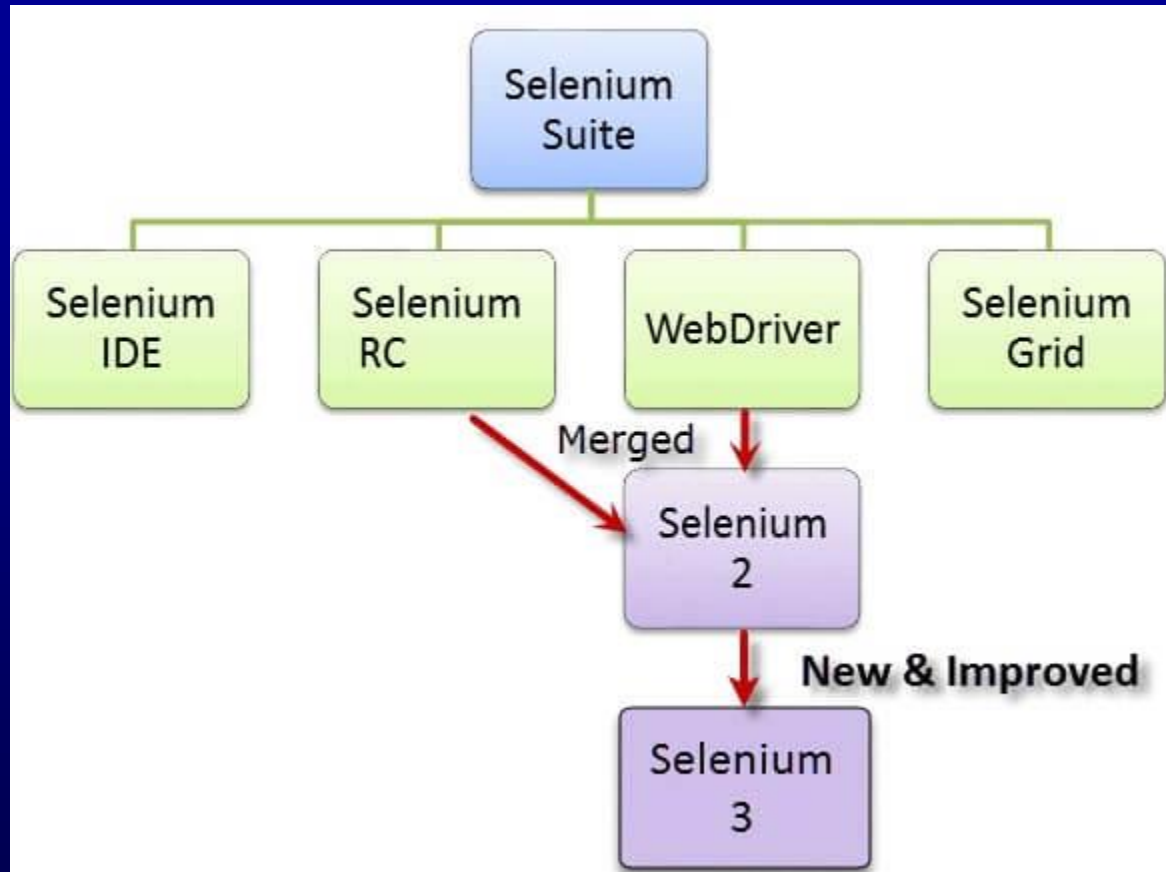 Selenium
Suite
Selenium
IDE
Selenium
RC
WebDriver
Selenium
Grid
Merged
Selenium
2
New & Improved
Selenium
3